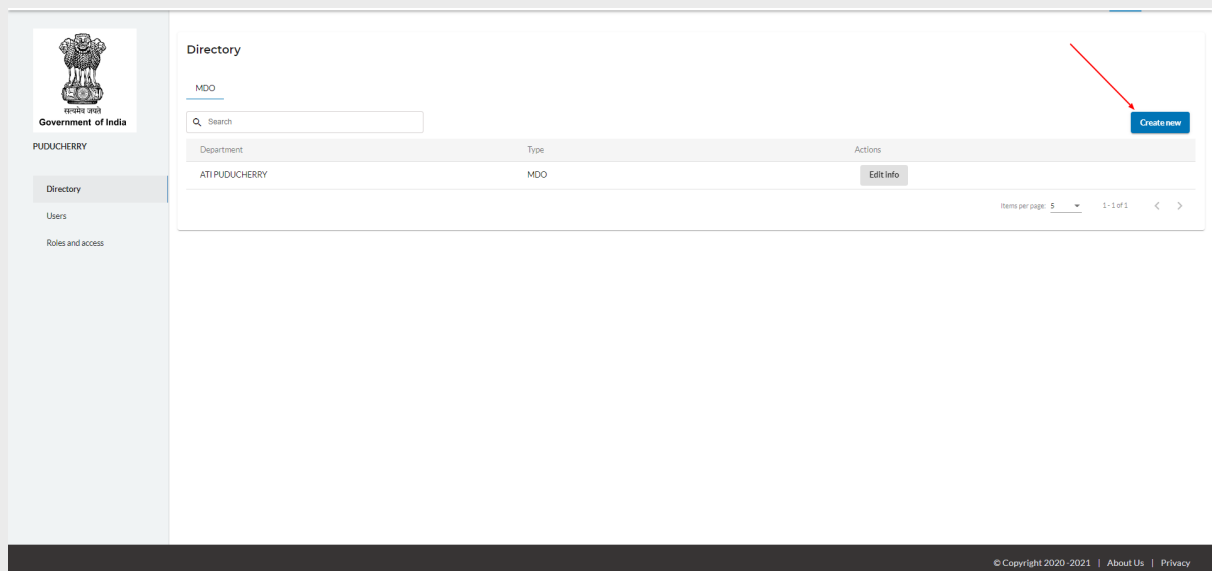 सत्यमेव जयते
Government of India
PUDUCHERRY
Directory
Users
Roles and access
Directory
MDO
Search
Create new
Department Type Actions
ATI PUDUCHERRY MDO Edit Info
Items per page: 5 1 - 1 of 1
© Copyright 2020 -2021 | About Us | Privacy